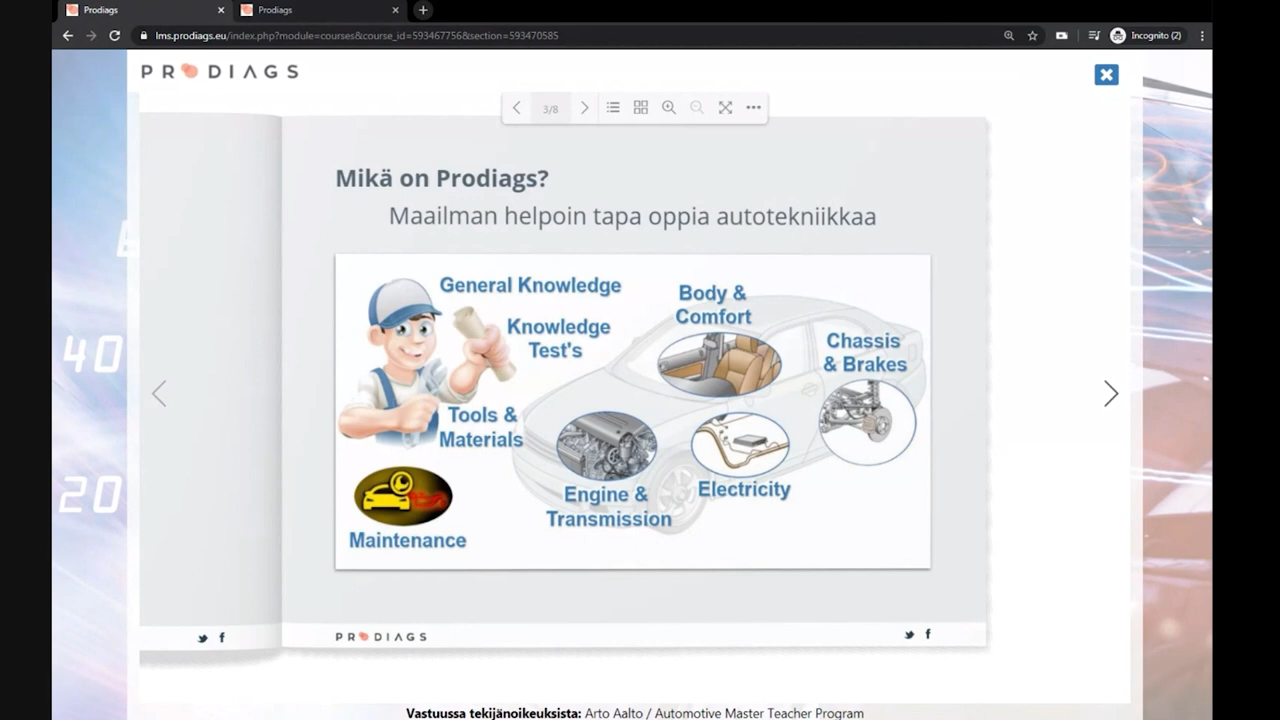 Prodiags
Prodiags
lms.prodiags.eu/index.php?module=courses&course_id=593467756&section=593470585
Incognito (2)
PRODIAGS
3/8
Mikä on Prodiags?
Maailman helpoin tapa oppia autotekniikkaa
General Knowledge
Knowledge
Test's
Body &
Comfort
Chassis
& Brakes
Tools &
Materials
Engine &
Transmission
Electricity
Maintenance
40
20
PRODIAGS
Vastuussa tekijänoikeuksista: Arto Aalto / Automotive Master Teacher Program